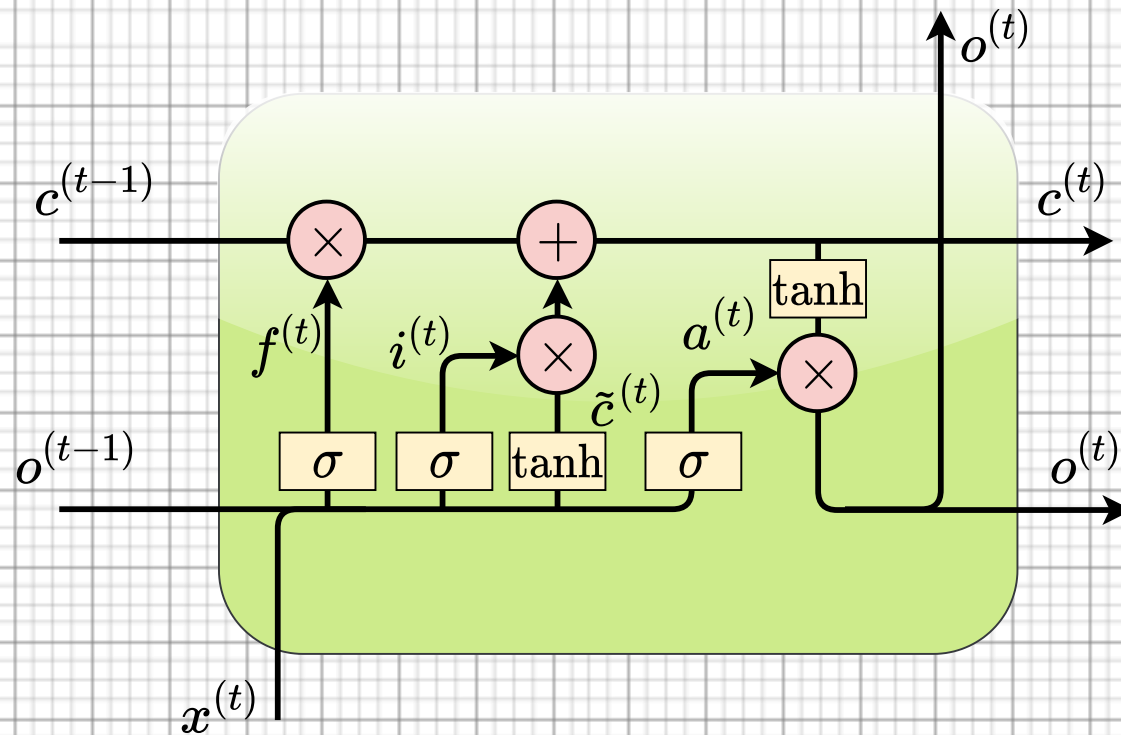 o^{(t)}
c^{(t-1)}
c^{(t)}
×
+
tanh
f^{(t)}
i^{(t)}
×
a^{(t)}
×
c̃^{(t)}
o^{(t-1)}
σ
σ
tanh
σ
o^{(t)}
x^{(t)}